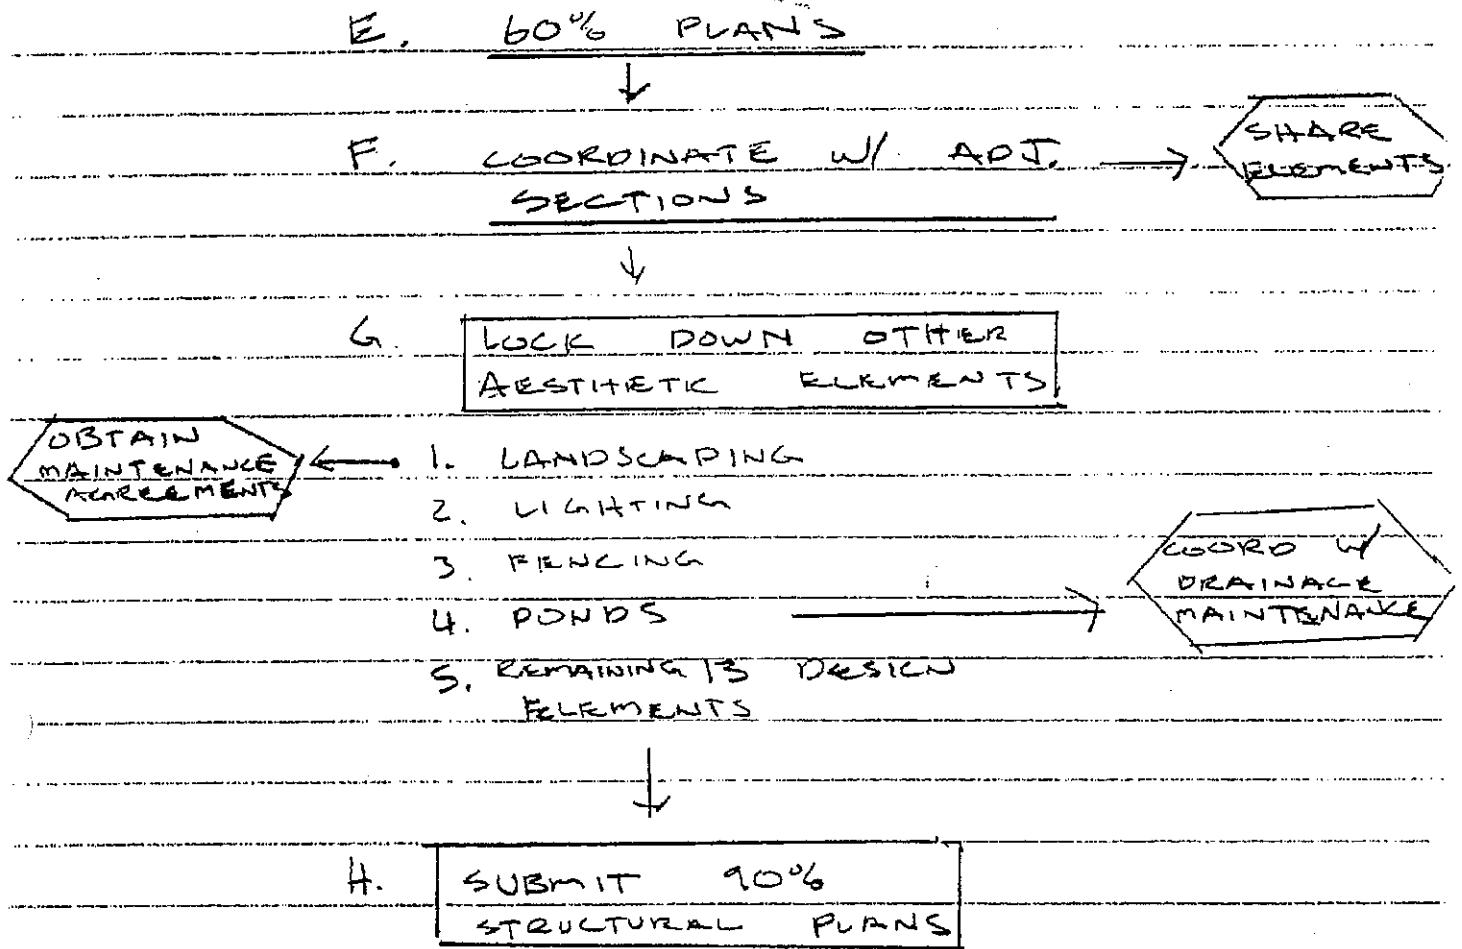 E. 60% PLANS
F. COORDINATE W/ ADJ.
SECTIONS
SHARE
ELEMENTS
G. LOCK DOWN OTHER
AESTHETIC ELEMENTS
OBTAIN
MAINTENANCE
AGREEMENTS
1. LANDSCAPING
2. LIGHTING
3. FENCING
4. PONDS
COORD W/
DRAINAGE
MAINTENANCE
5. REMAINING 13 DESIGN
ELEMENTS
H. SUBMIT 90%
STRUCTURAL PLANS